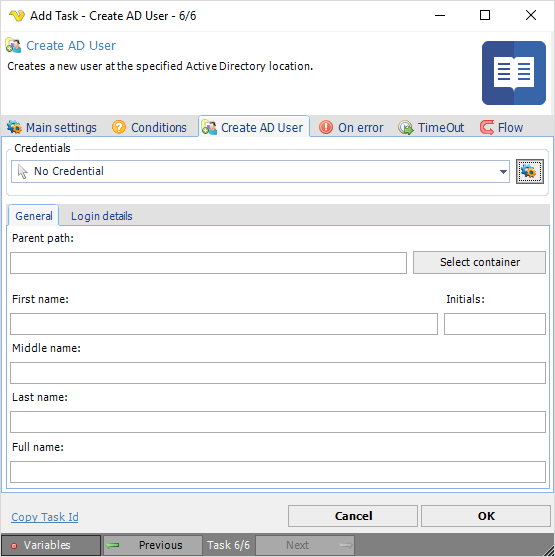 Add Task - Create AD User - 6/6
Create AD User
Creates a new user at the specified Active Directory location.
Main settings Conditions Create AD User On error TimeOut Flow
Credentials
No Credential
General Login details
Parent path:
Select container
First name: Initials:
Middle name:
Last name:
Full name:
Copy Task Id Cancel OK
Variables Previous Task 6/6 Next